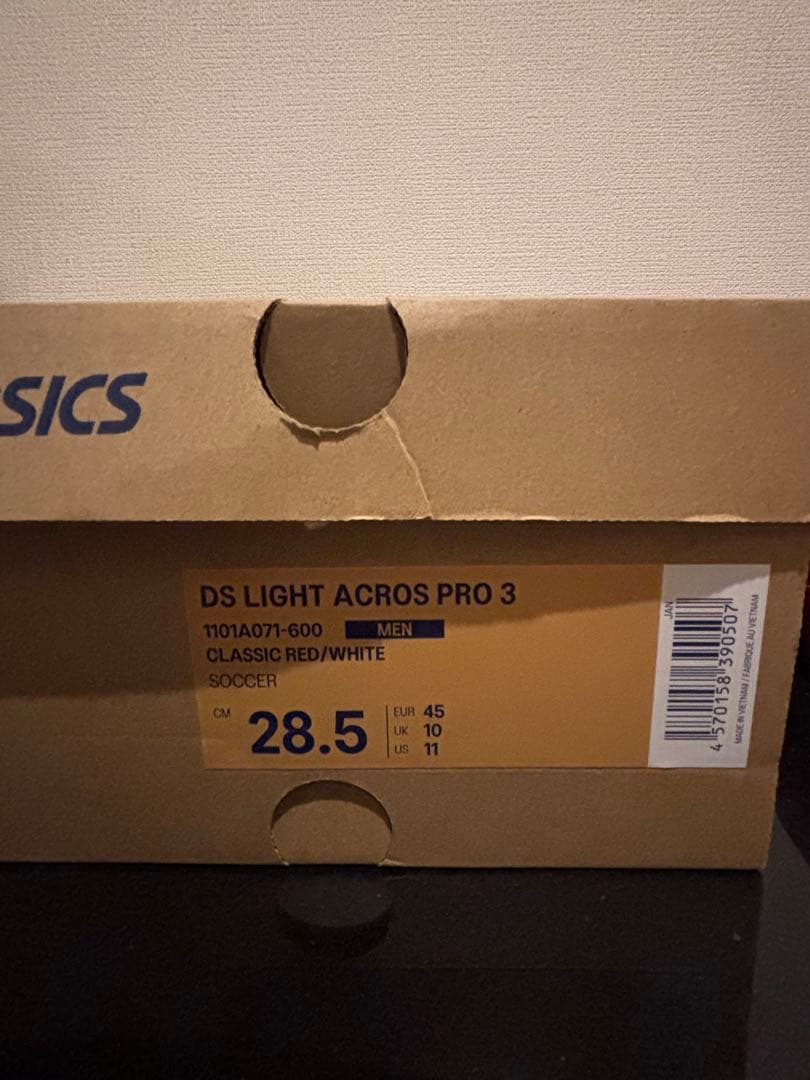 SICS
DS LIGHT ACROS PRO 3
1101A071-600 MEN
CLASSIC RED/WHITE
SOCCER
CM 28.5
EUR 45
UK 10
US 11
JAN
4 570158 390507
MADE IN VIETNAM / FABRIQUE AU VIETNAM